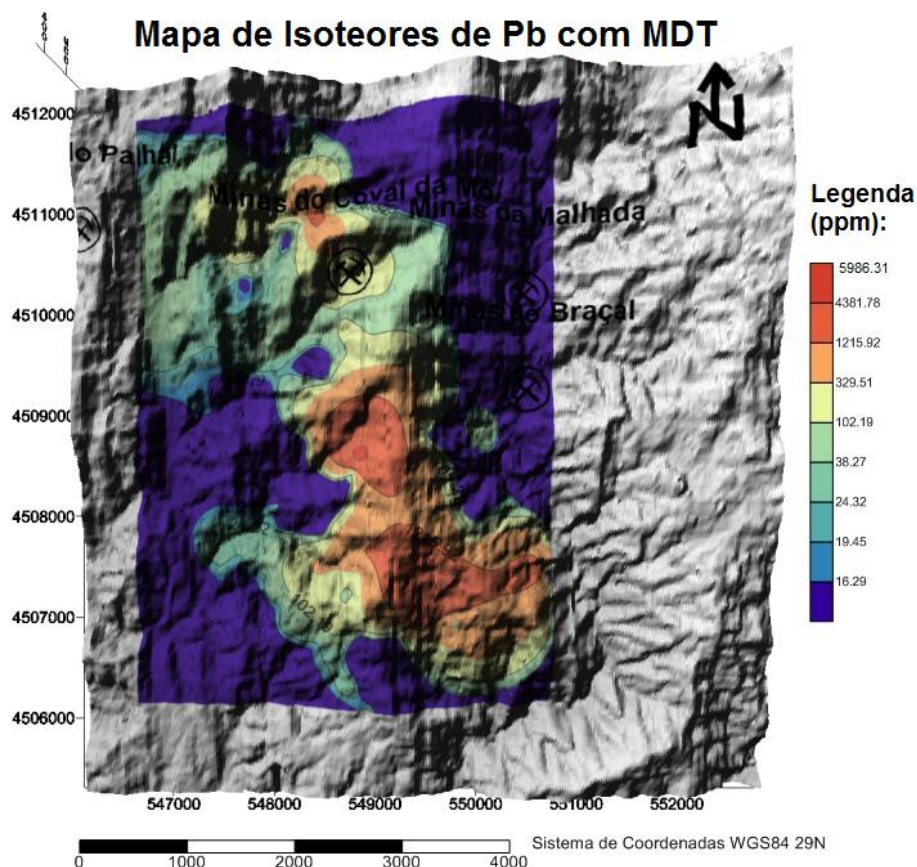 Mapa de Isoteores de Pb com MDT
N
4512000
lo Palhal
Minas do Coval da Mó
4511000
Minas da Malhada
4510000
Minas do Braçal
4509000
4508000
4507000
4506000
547000 548000 549000 550000 551000 552000
Legenda
(ppm):
5986.31
4381.78
1215.92
329.51
102.19
38.27
24.32
19.45
16.29
0 1000 2000 3000 4000
Sistema de Coordenadas WGS84 29N